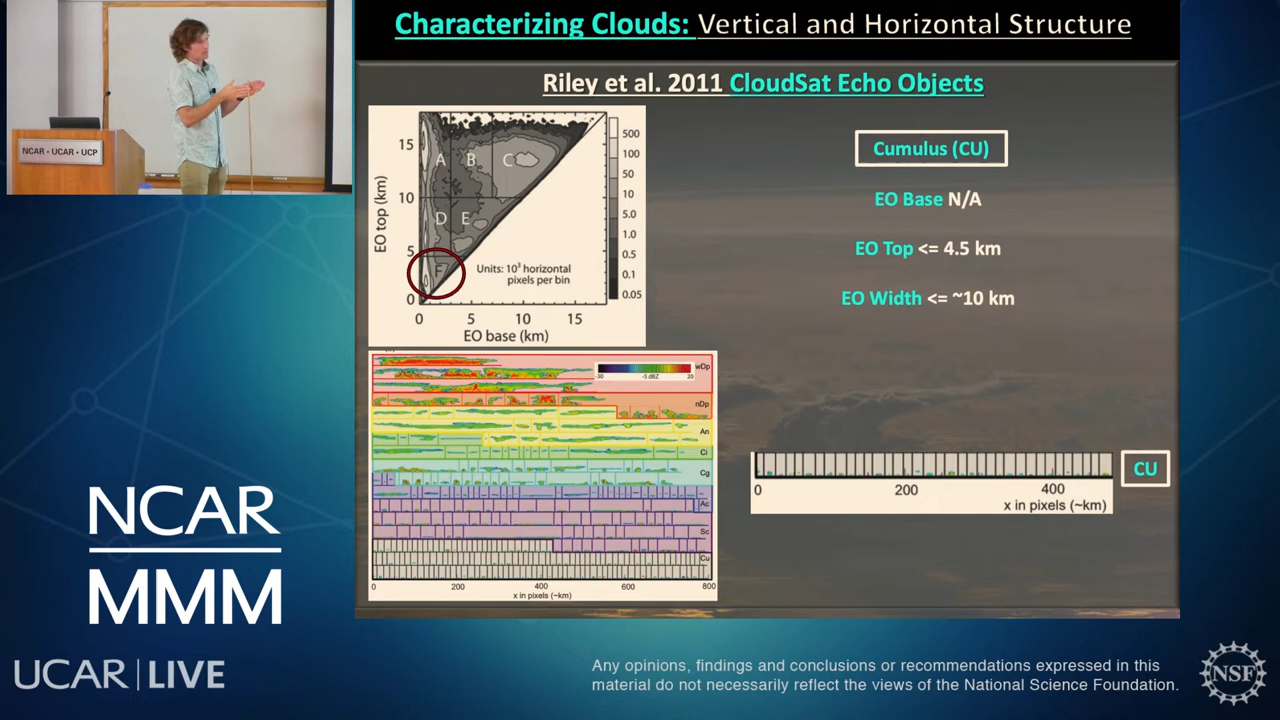 Characterizing Clouds: Vertical and Horizontal Structure
NCAR · UCAR · UCP
Riley et al. 2011 CloudSat Echo Objects
EO top (km)
15
10
5
0
A
B
C
D
E
F
Units: 10³ horizontal
pixels per bin
500
100
50
10
5.0
1.0
0.5
0.1
0.05
0
5
10
15
EO base (km)
Cumulus (CU)
EO Base N/A
EO Top <= 4.5 km
EO Width <= ~10 km
-30
-5 dBZ
20
wDp
nDp
An
Ci
Cg
Ac
Sc
Cu
0
200
400
600
800
x in pixels (~km)
CU
0
200
400
x in pixels (~km)
NCAR
MMM
UCAR | LIVE
Any opinions, findings and conclusions or recommendations expressed in this
material do not necessarily reflect the views of the National Science Foundation.
NSF